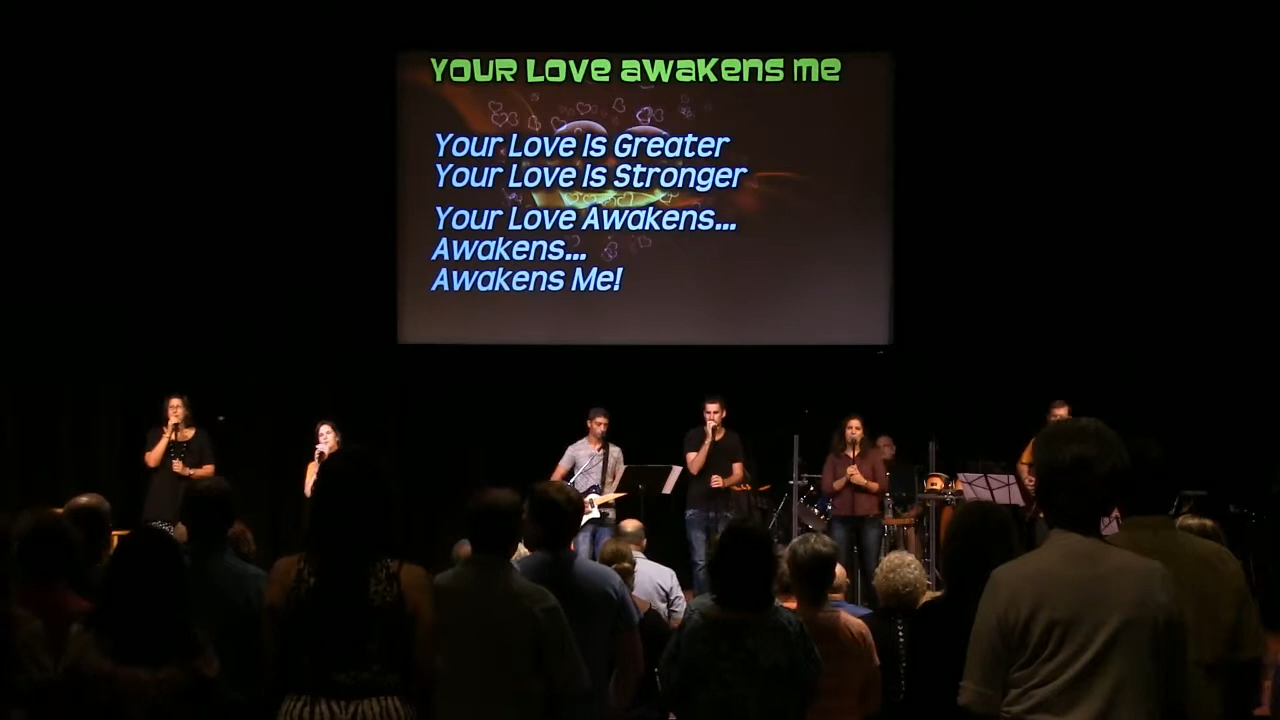 YOUR LOVE awakens me
Your Love Is Greater
Your Love Is Stronger
Your Love Awakens...
Awakens...
Awakens Me!